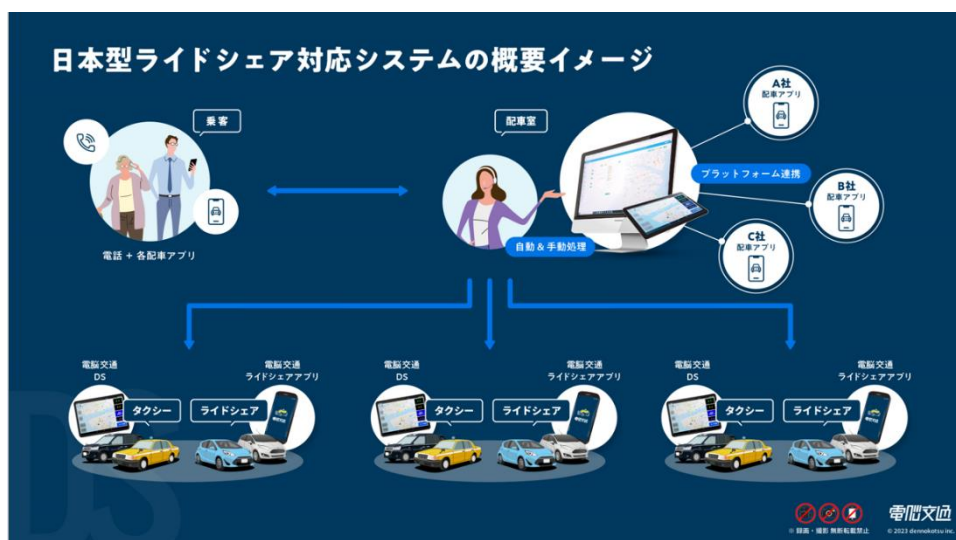 日本型ライドシェア対応システムの概要イメージ
乗客
電話 + 各配車アプリ
配車室
自動&手動処理
プラットフォーム連携
A社
配車アプリ
B社
配車アプリ
C社
配車アプリ
電脳交通
DS
電脳交通
ライドシェアアプリ
タクシー
ライドシェア
電脳交通
DS
電脳交通
ライドシェアアプリ
タクシー
ライドシェア
電脳交通
DS
電脳交通
ライドシェアアプリ
タクシー
ライドシェア
DS
※ 録画・撮影 無断転載禁止
電脳交通
© 2023 dennokotsu inc.